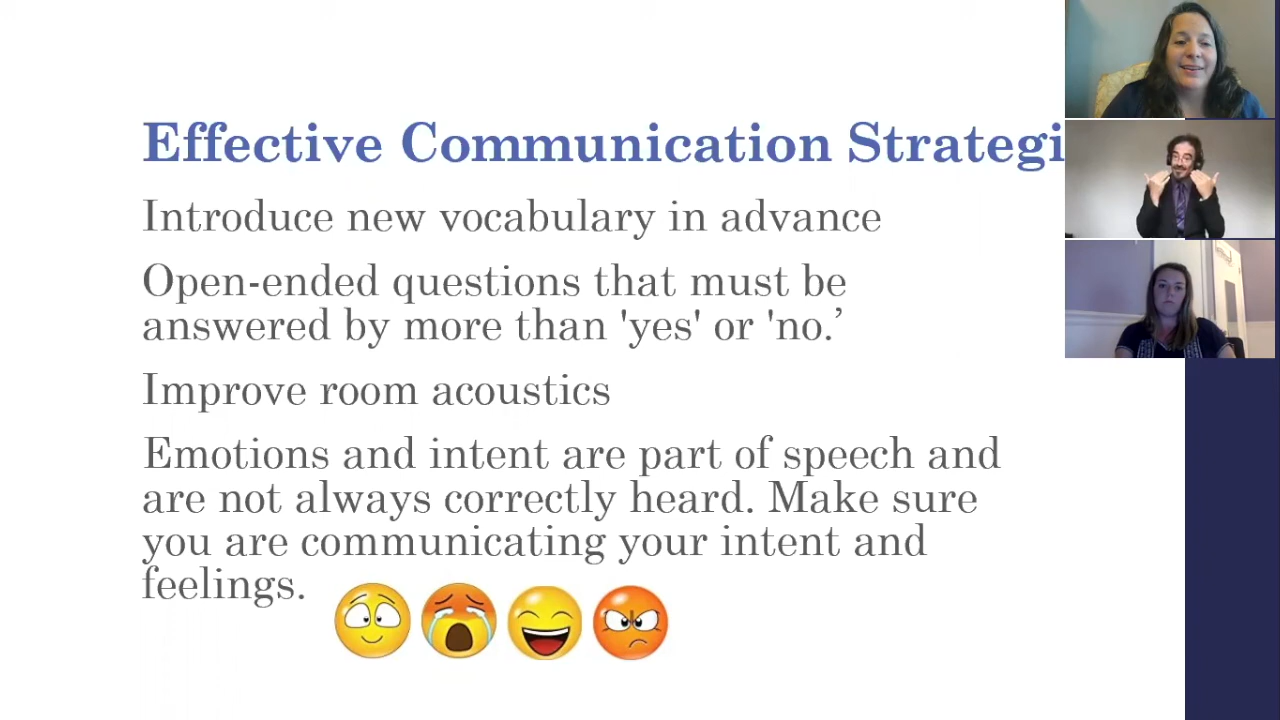 Effective Communication Strategi
Introduce new vocabulary in advance
Open-ended questions that must be
answered by more than 'yes' or 'no.’
Improve room acoustics
Emotions and intent are part of speech and
are not always correctly heard. Make sure
you are communicating your intent and
feelings.